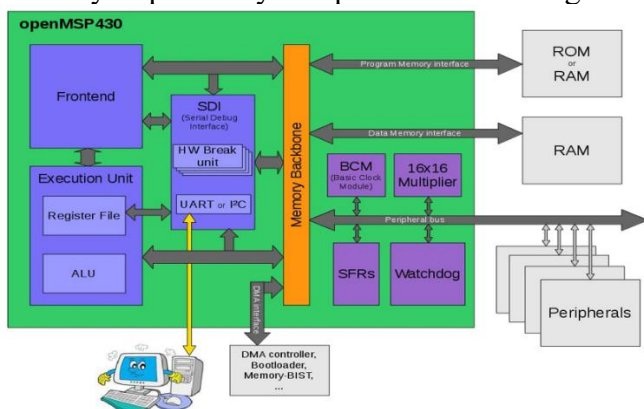 openMSP430
Frontend
SDI
(Serial Debug
Interface)
HW Break
unit
UART or I²C
Execution Unit
Register File
ALU
Memory Backbone
Program Memory interface
Data Memory interface
BCM
(Basic Clock
Module)
16x16
Multiplier
Peripheral bus
SFRs
Watchdog
DMA interface
DMA controller,
Bootloader,
Memory-BIST,
...
ROM
or
RAM
RAM
Peripherals